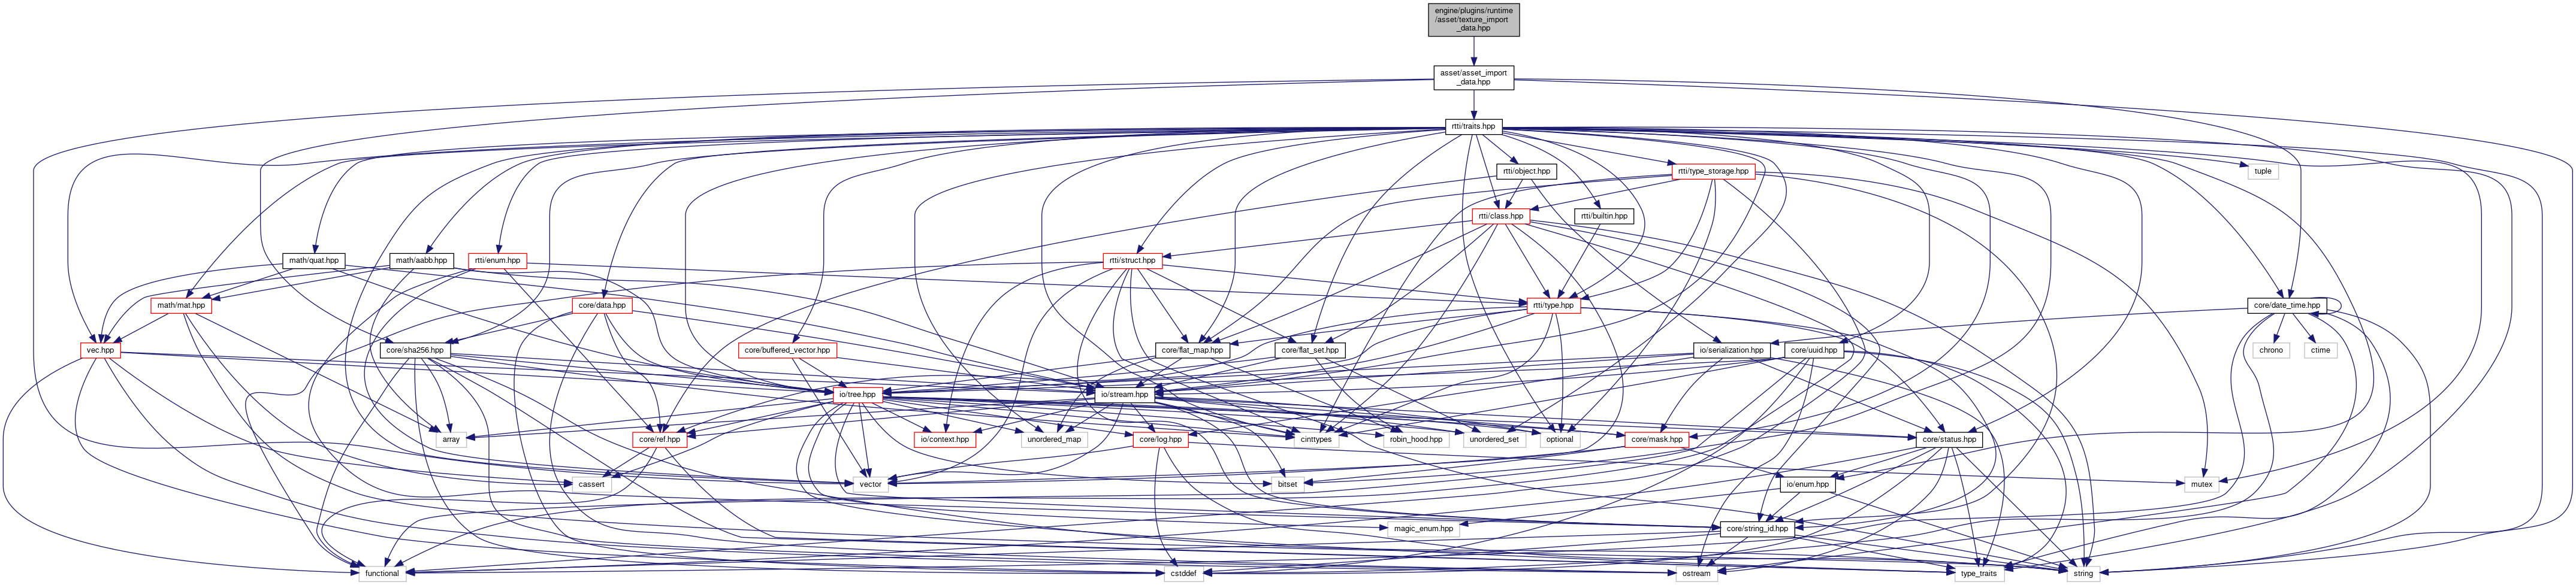 engine/plugins/runtime
/asset/texture_import
_data.hpp
asset/asset_import
_data.hpp
rtti/traits.hpp
rtti/object.hpp
rtti/type_storage.hpp
tuple
rtti/class.hpp
rtti/builtin.hpp
math/quat.hpp
math/aabb.hpp
rtti/enum.hpp
rtti/struct.hpp
math/mat.hpp
core/data.hpp
rtti/type.hpp
core/date_time.hpp
vec.hpp
core/sha256.hpp
core/buffered_vector.hpp
core/flat_map.hpp
core/flat_set.hpp
io/serialization.hpp
core/uuid.hpp
chrono
ctime
io/tree.hpp
io/stream.hpp
array
core/ref.hpp
io/context.hpp
unordered_map
core/log.hpp
cinttypes
robin_hood.hpp
unordered_set
optional
core/mask.hpp
core/status.hpp
cassert
vector
bitset
io/enum.hpp
mutex
magic_enum.hpp
core/string_id.hpp
functional
cstddef
ostream
type_traits
string